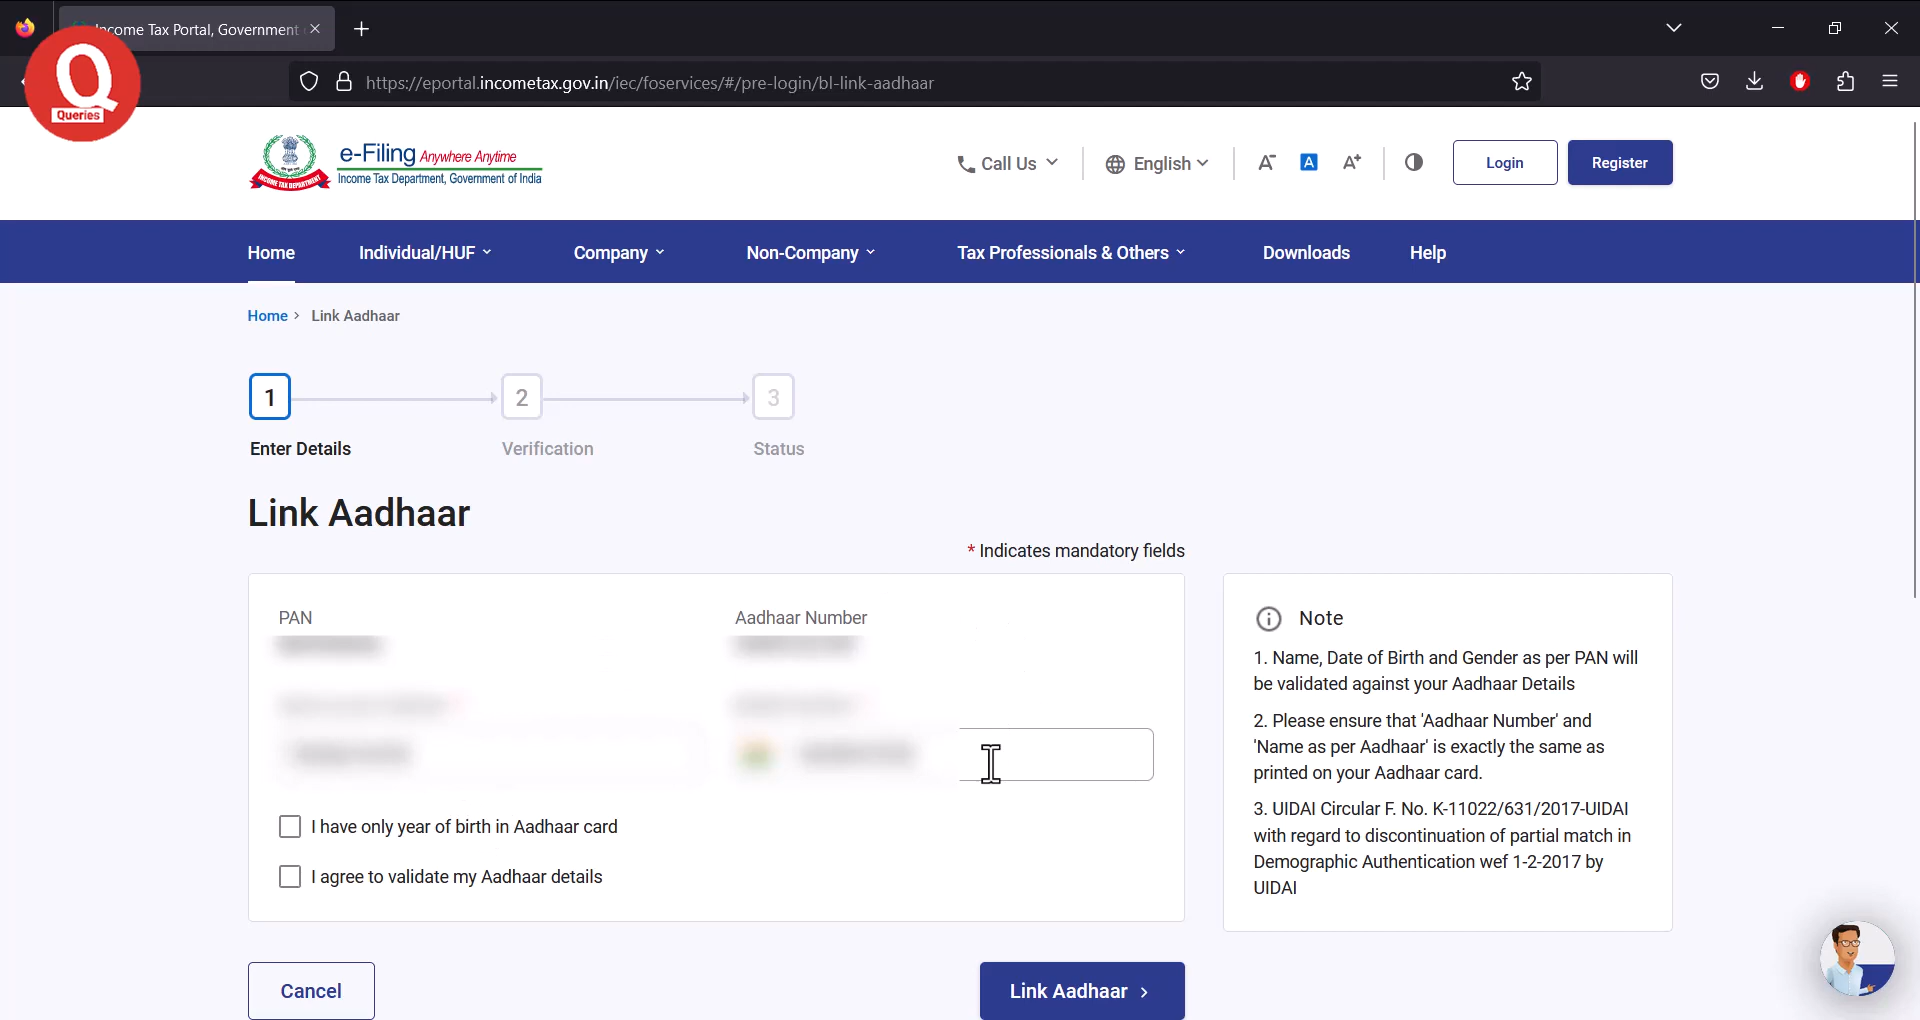 Income Tax Portal, Government
https://eportal.incometax.gov.in/iec/foservices/#/pre-login/bl-link-aadhaar
Q
Queries
e-Filing Anywhere Anytime
Income Tax Department, Government of India
INCOME TAX DEPARTMENT
Call Us
English
A-
A
A+
Login
Register
Home
Individual/HUF
Company
Non-Company
Tax Professionals & Others
Downloads
Help
Home > Link Aadhaar
1
2
3
Enter Details
Verification
Status
Link Aadhaar
* Indicates mandatory fields
PAN
Aadhaar Number
I have only year of birth in Aadhaar card
I agree to validate my Aadhaar details
Note
1. Name, Date of Birth and Gender as per PAN will
be validated against your Aadhaar Details
2. Please ensure that 'Aadhaar Number' and
'Name as per Aadhaar' is exactly the same as
printed on your Aadhaar card.
3. UIDAI Circular F. No. K-11022/631/2017-UIDAI
with regard to discontinuation of partial match in
Demographic Authentication wef 1-2-2017 by
UIDAI
Cancel
Link Aadhaar >